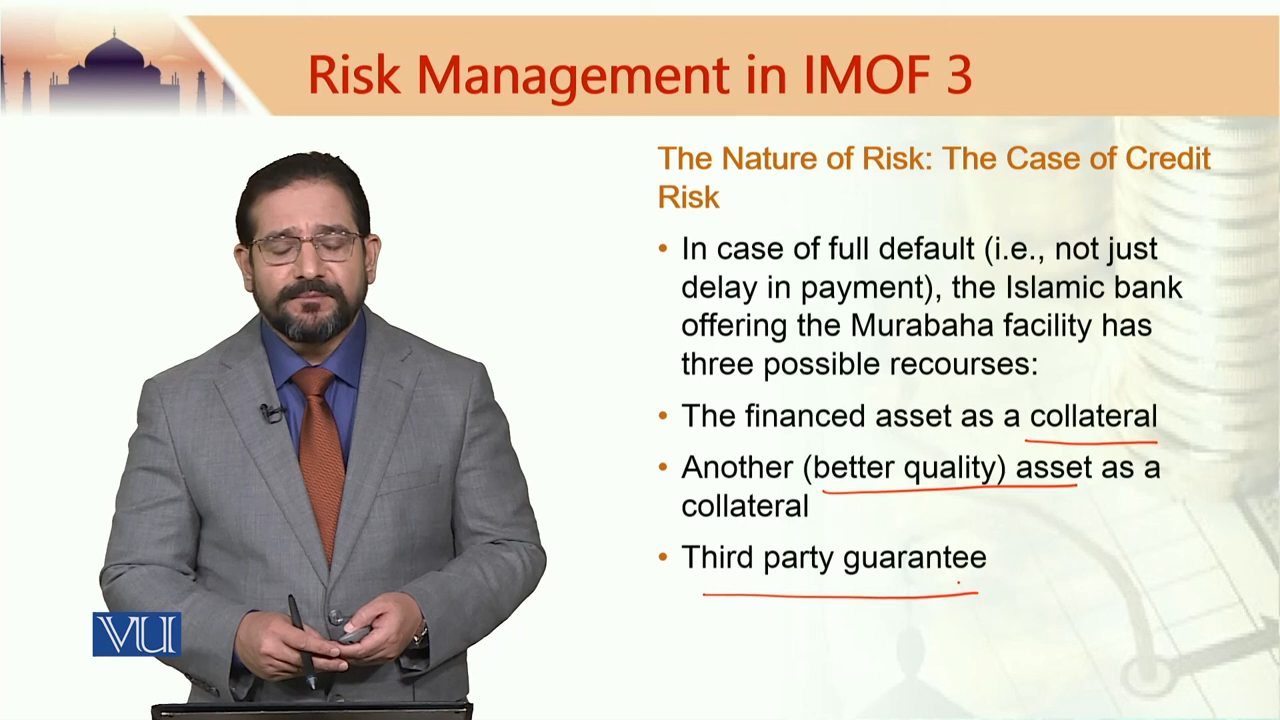 Risk Management in IMOF 3
The Nature of Risk: The Case of Credit
Risk
• In case of full default (i.e., not just
delay in payment), the Islamic bank
offering the Murabaha facility has
three possible recourses:
• The financed asset as a collateral
• Another (better quality) asset as a
collateral
• Third party guarantee
VU